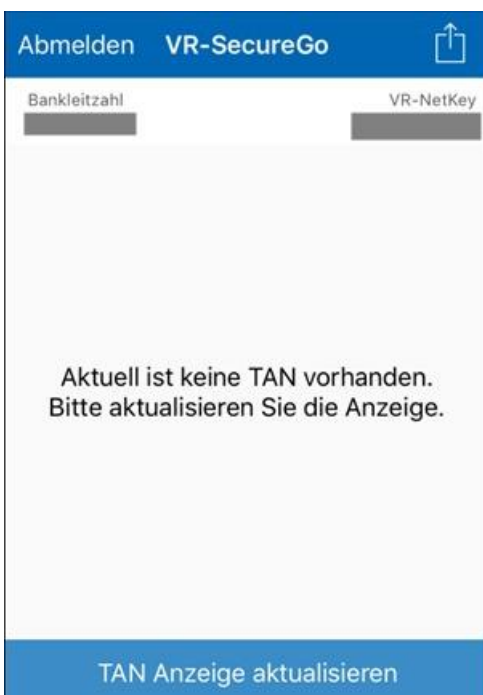 Abmelden VR-SecureGo
Bankleitzahl VR-NetKey
Aktuell ist keine TAN vorhanden.
Bitte aktualisieren Sie die Anzeige.
TAN Anzeige aktualisieren